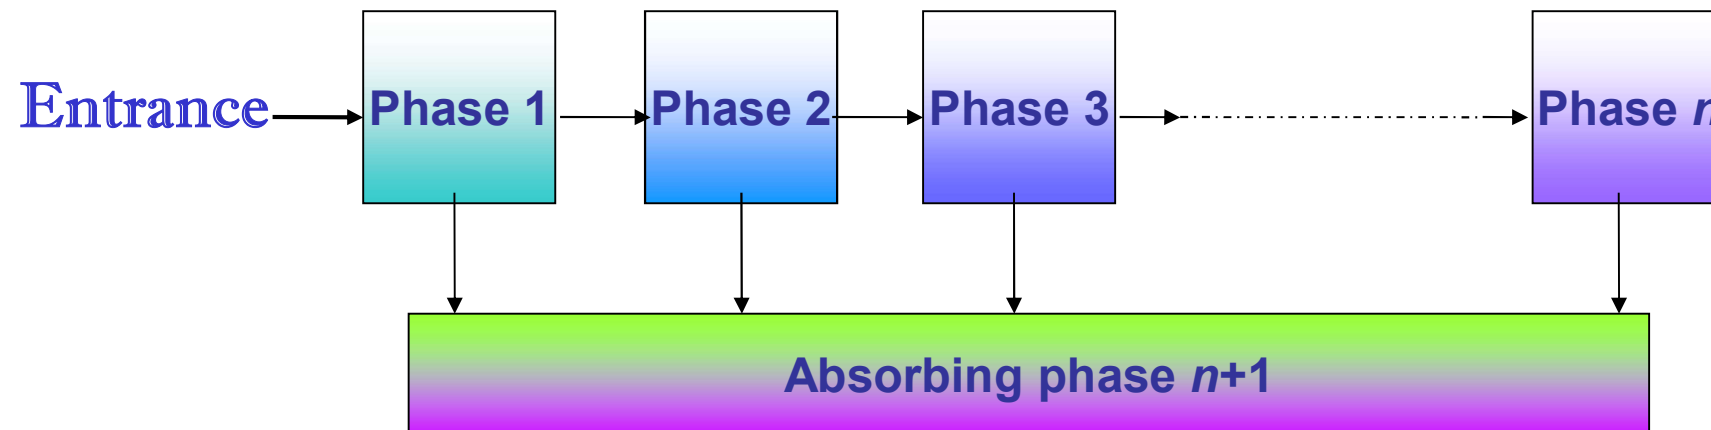 Entrance
Phase 1
Phase 2
Phase 3
Phase n
Absorbing phase n+1